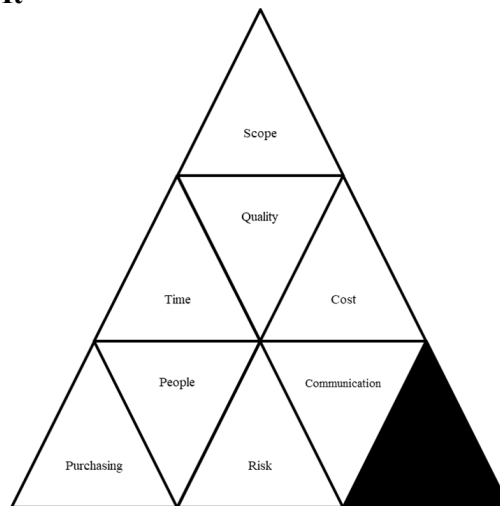 Scope
Quality
Time
Cost
People
Communication
Purchasing
Risk